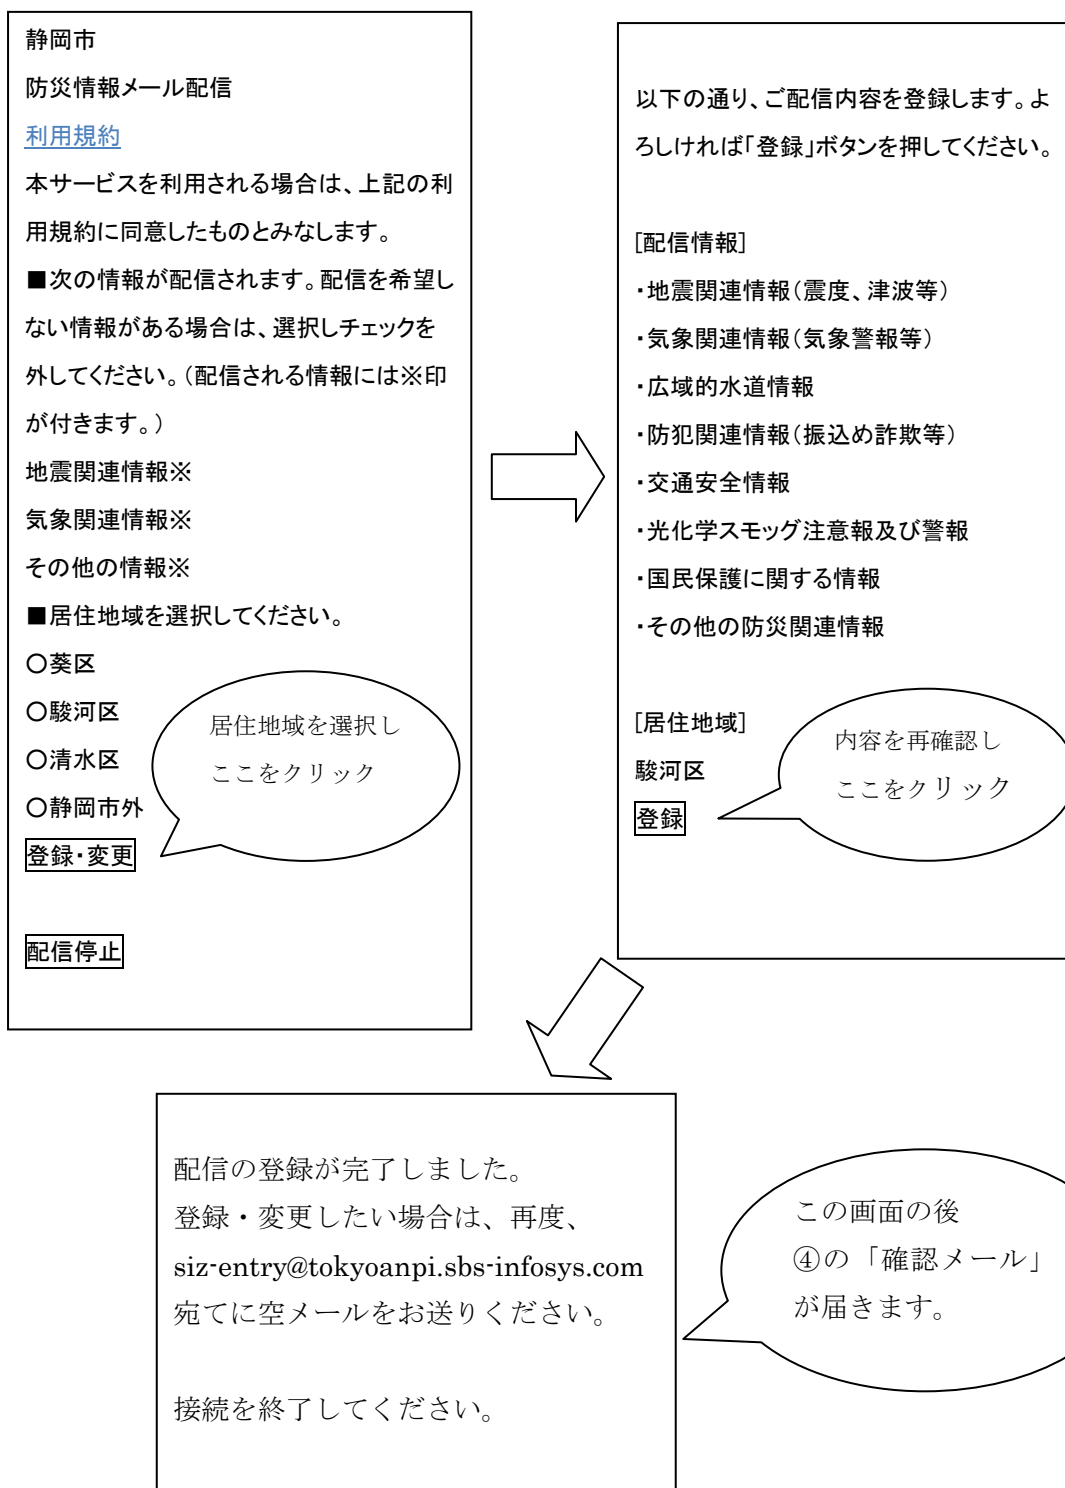 静岡市
防災情報メール配信
利用規約
本サービスを利用される場合は、上記の利
用規約に同意したものとみなします。
■次の情報が配信されます。配信を希望し
ない情報がある場合は、選択しチェックを
外してください。（配信される情報には※印
が付きます。）
地震関連情報※
気象関連情報※
その他の情報※
■居住地域を選択してください。
○葵区
○駿河区
○清水区
○静岡市外
登録・変更
配信停止
居住地域を選択し
ここをクリック
以下の通り、ご配信内容を登録します。よ
ろしければ「登録」ボタンを押してください。
[配信情報]
・地震関連情報（震度、津波等）
・気象関連情報（気象警報等）
・広域的水道情報
・防犯関連情報（振込め詐欺等）
・交通安全情報
・光化学スモッグ注意報及び警報
・国民保護に関する情報
・その他の防災関連情報
[居住地域]
駿河区
登録
内容を再確認し
ここをクリック
配信の登録が完了しました。
登録・変更したい場合は、再度、
siz-entry@tokyoanpi.sbs-infosys.com
宛てに空メールをお送りください。
接続を終了してください。
この画面の後
④の「確認メール」
が届きます。